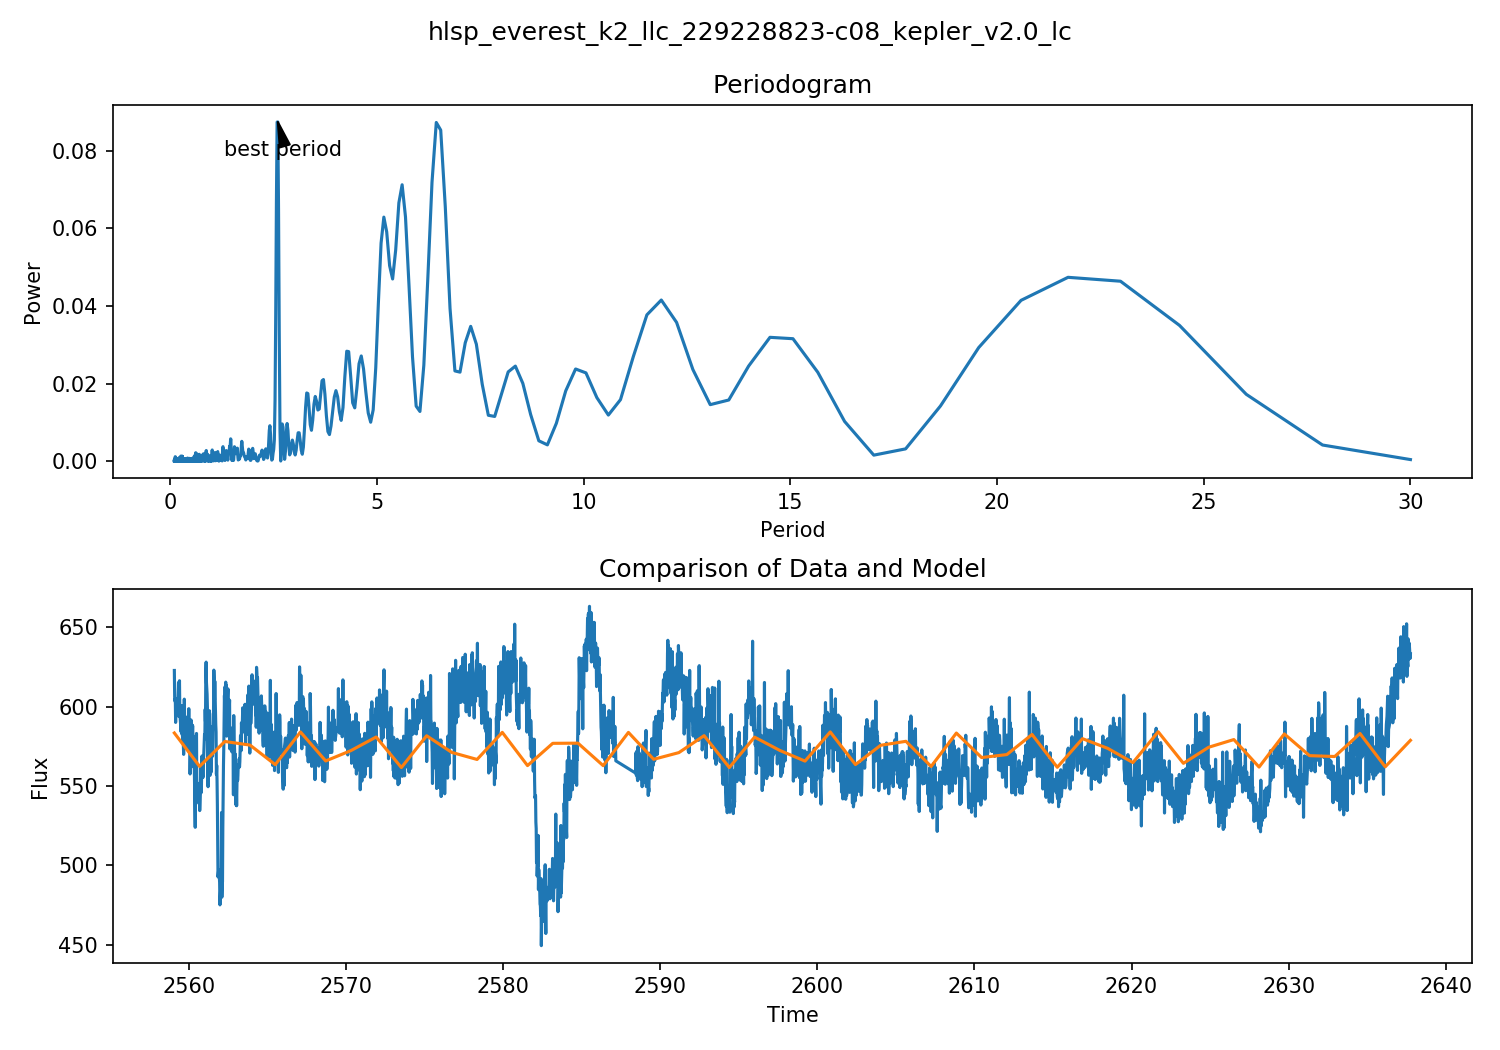 hlsp_everest_k2_llc_229228823-c08_kepler_v2.0_lc
Periodogram
best period
Power
0.08
0.06
0.04
0.02
0.00
0 5 10 15 20 25 30
Period
Comparison of Data and Model
Flux
650
600
550
500
450
2560 2570 2580 2590 2600 2610 2620 2630 2640
Time